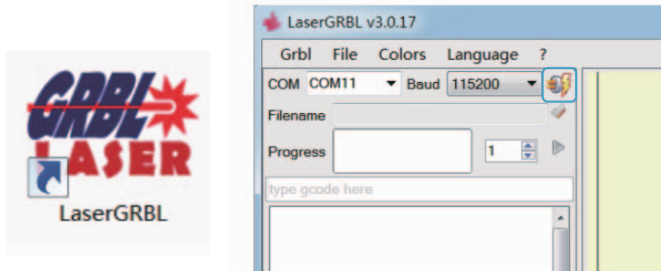 GRBL
LASER
LaserGRBL
LaserGRBL v3.0.17
Grbl File Colors Language ?
COM COM11 Baud 115200
Filename
Progress 1
type gcode here